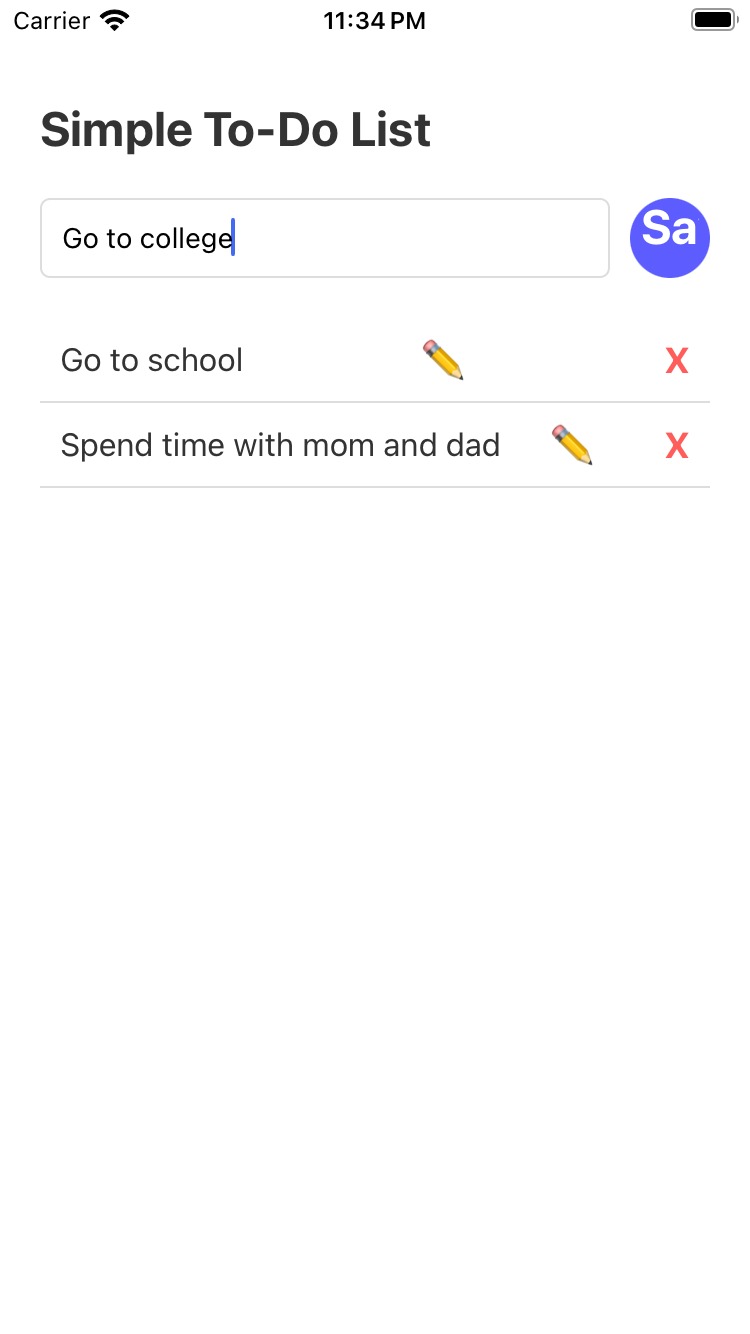 Carrier 11:34 PM
Simple To-Do List
Go to college Sa
Go to school X
Spend time with mom and dad X